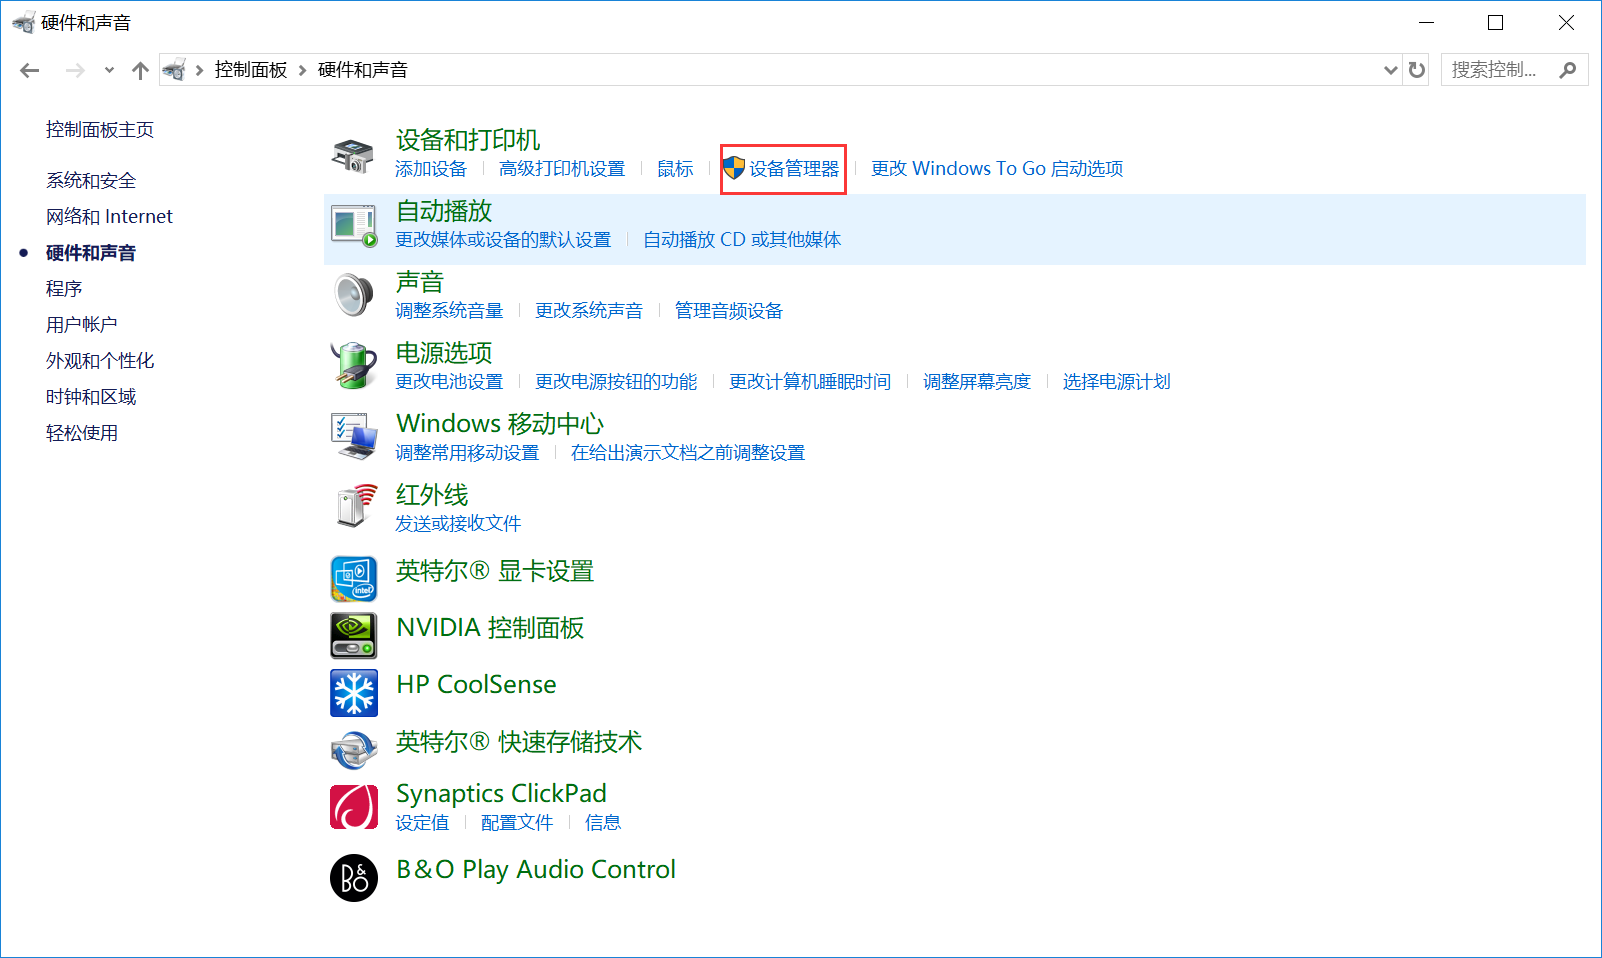 硬件和声音
控制面板 硬件和声音 搜索控制...
控制面板主页
系统和安全
网络和 Internet
硬件和声音
程序
用户帐户
外观和个性化
时钟和区域
轻松使用
设备和打印机
添加设备 高级打印机设置 鼠标 设备管理器 更改 Windows To Go 启动选项
自动播放
更改媒体或设备的默认设置 自动播放 CD 或其他媒体
声音
调整系统音量 更改系统声音 管理音频设备
电源选项
更改电池设置 更改电源按钮的功能 更改计算机睡眠时间 调整屏幕亮度 选择电源计划
Windows 移动中心
调整常用移动设置 在给出演示文档之前调整设置
红外线
发送或接收文件
intel
英特尔® 显卡设置
NVIDIA 控制面板
HP CoolSense
英特尔® 快速存储技术
Synaptics ClickPad
设定值 配置文件 信息
B&O
B&O Play Audio Control